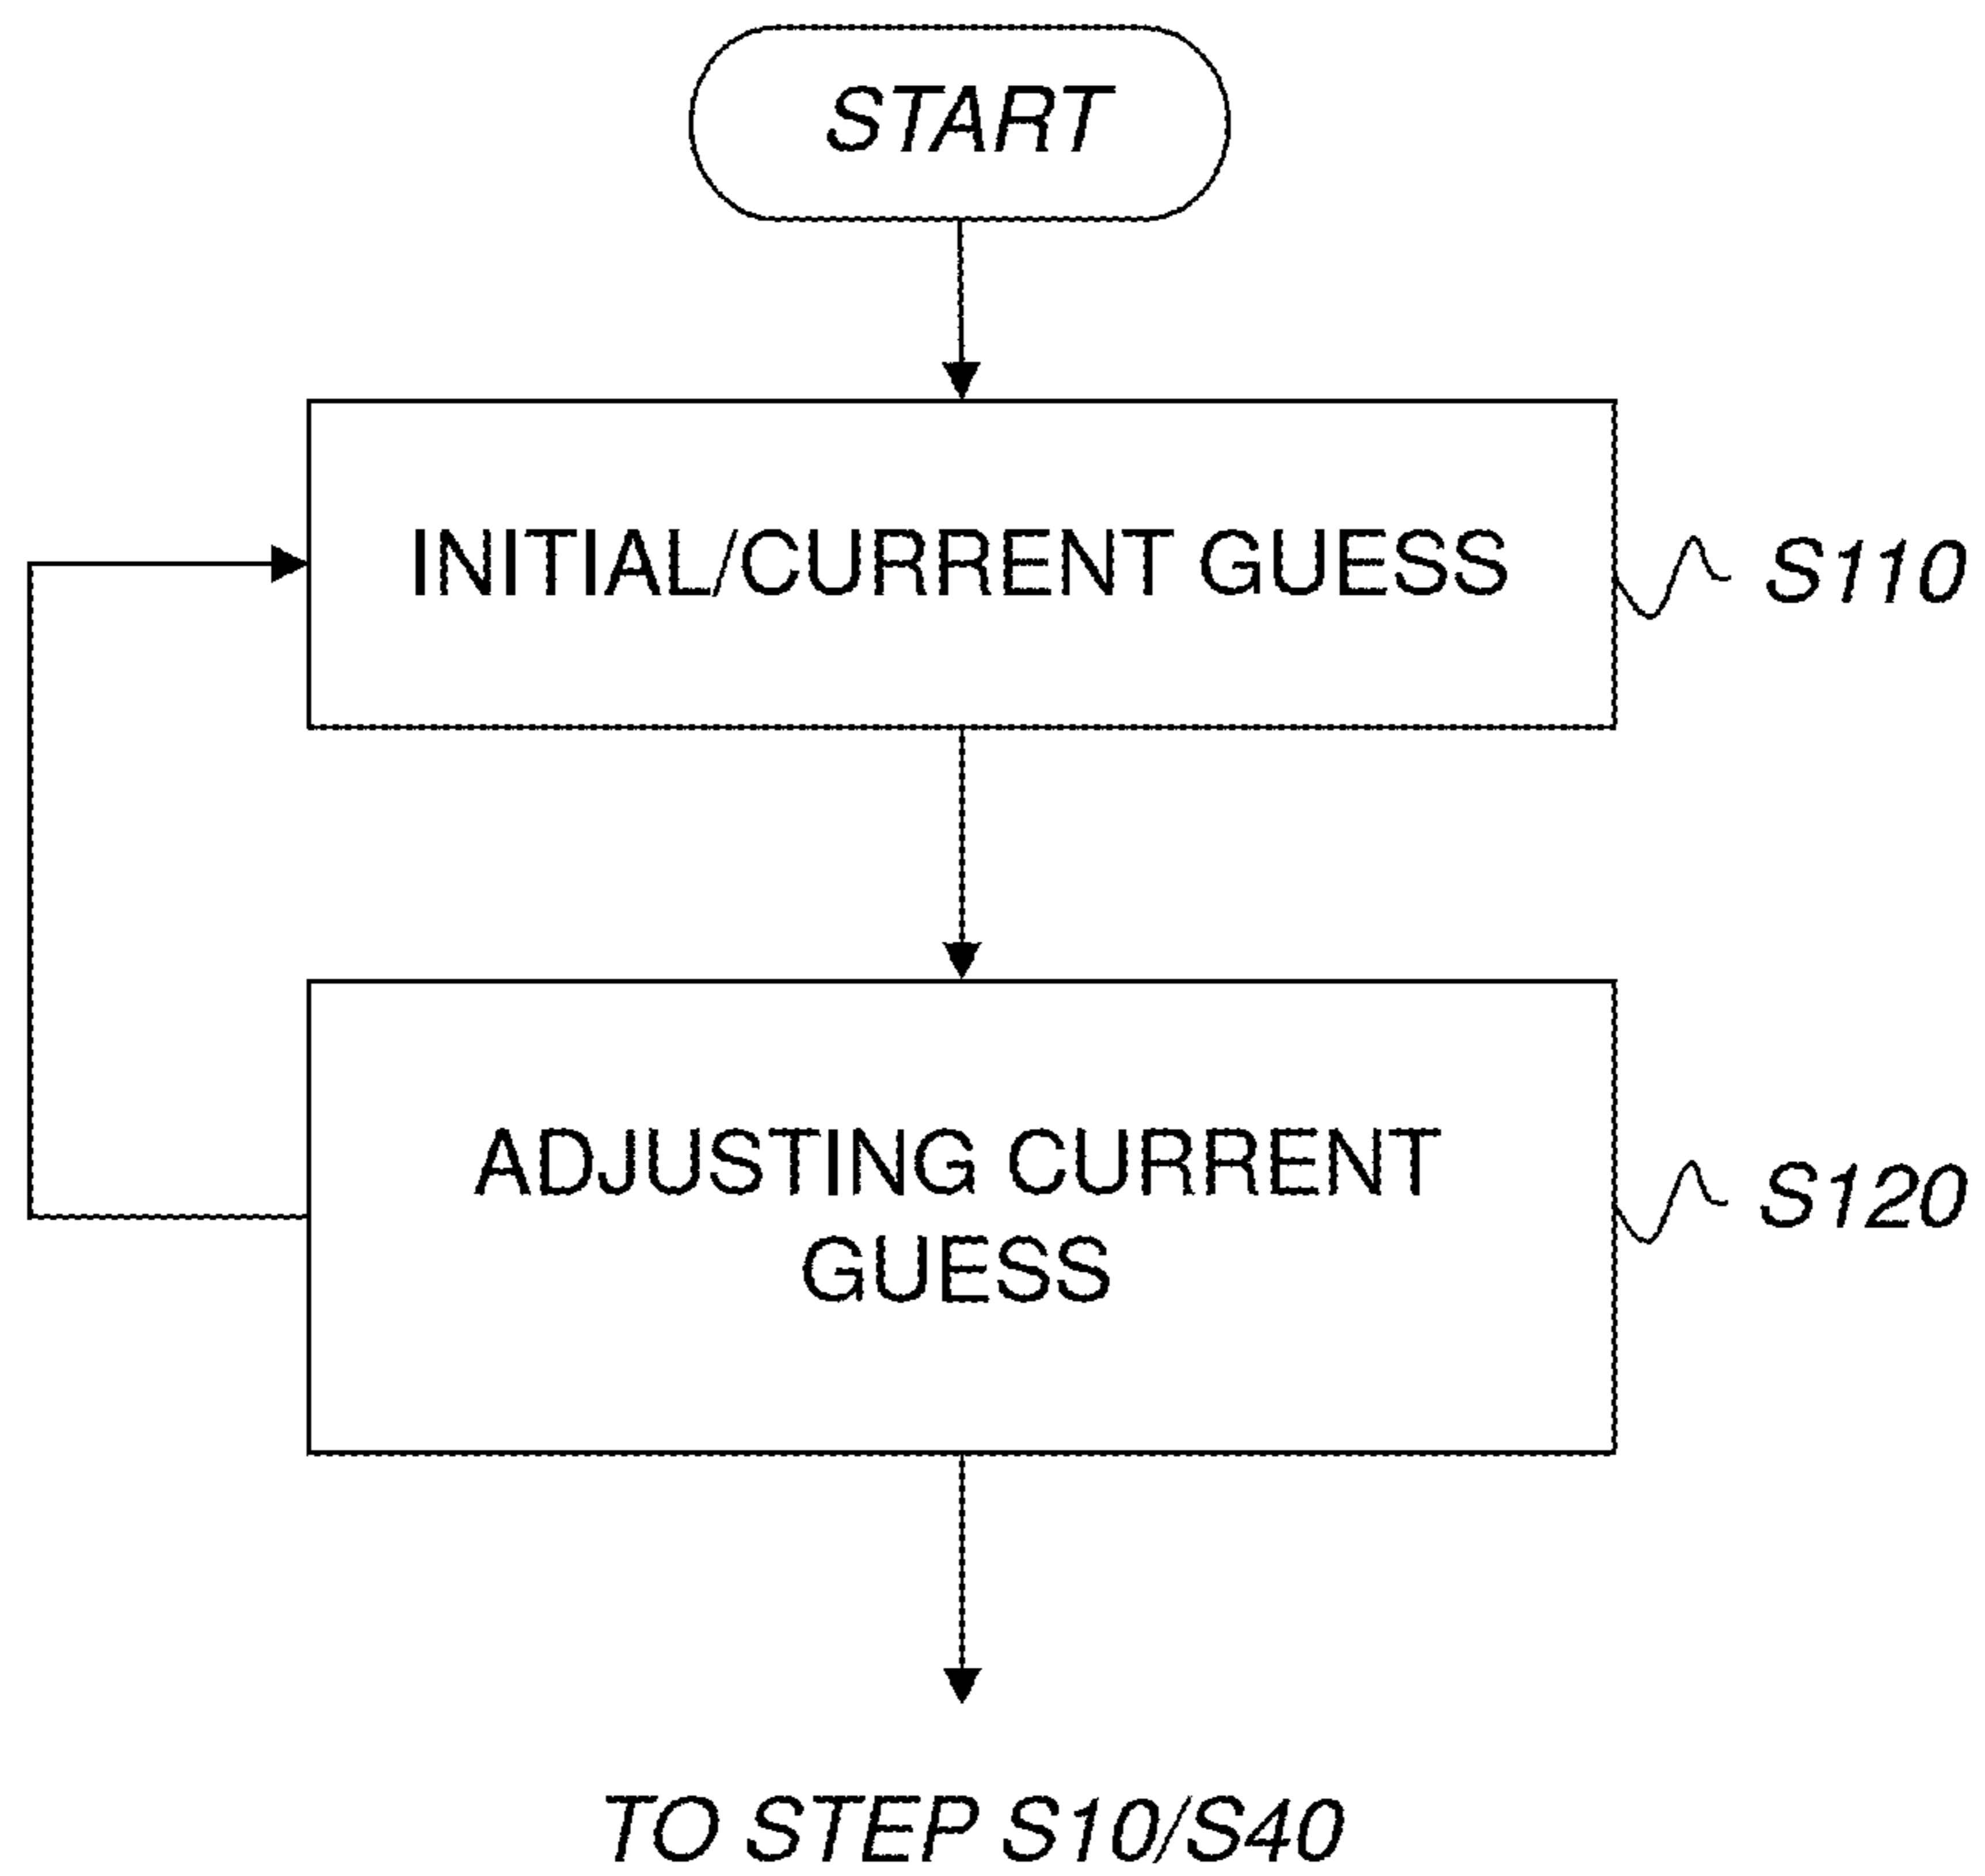 START
INITIAL/CURRENT GUESS
S110
ADJUSTING CURRENT
GUESS
S120
TO STEP S10/S40